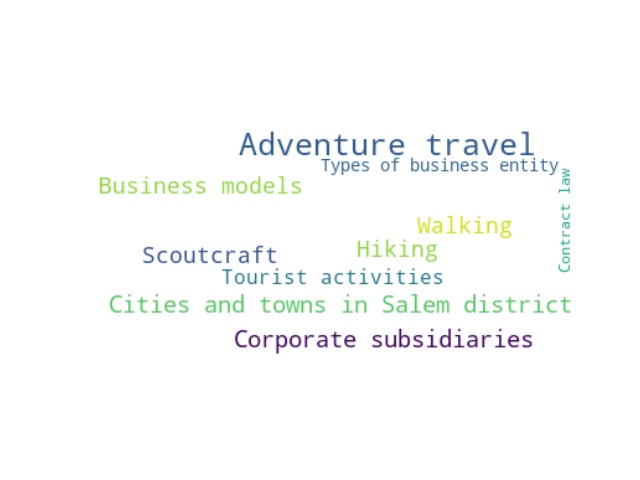 Adventure travel
Types of business entity
Business models
Contract law
Walking
Hiking
Scoutcraft
Tourist activities
Cities and towns in Salem district
Corporate subsidiaries